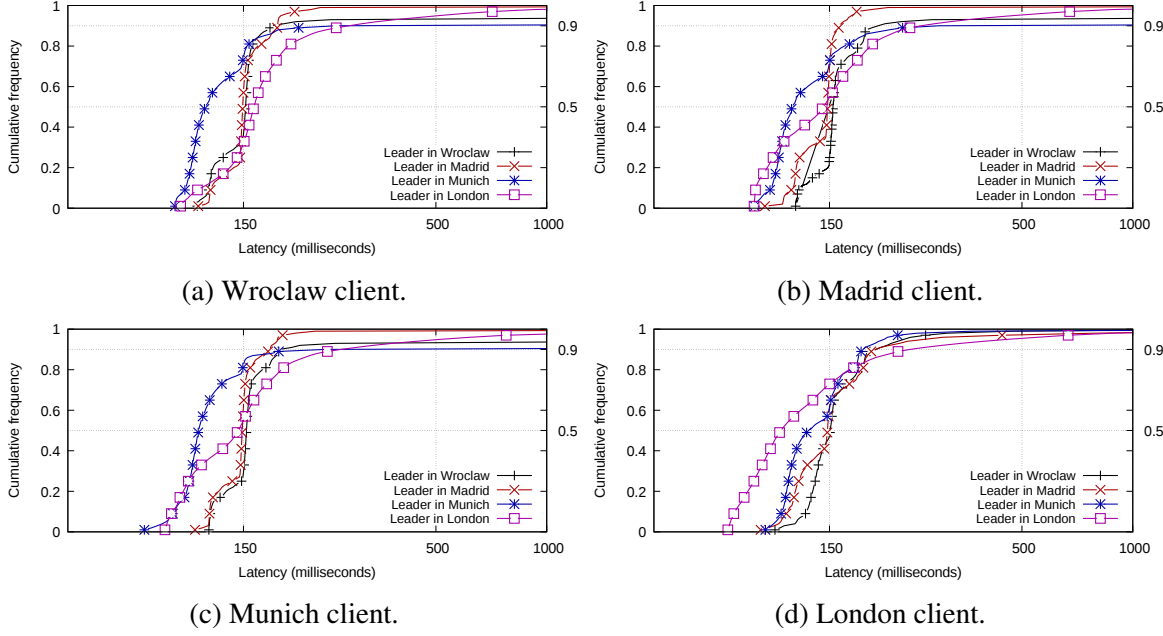 1
0.8
0.6
0.4
0.2
0
Cumulative frequency
0.9
0.5
150
500
1000
Latency (milliseconds)
Leader in Wroclaw
Leader in Madrid
Leader in Munich
Leader in London
(a) Wroclaw client.
1
0.8
0.6
0.4
0.2
0
Cumulative frequency
0.9
0.5
150
500
1000
Latency (milliseconds)
Leader in Wroclaw
Leader in Madrid
Leader in Munich
Leader in London
(b) Madrid client.
1
0.8
0.6
0.4
0.2
0
Cumulative frequency
0.9
0.5
150
500
1000
Latency (milliseconds)
Leader in Wroclaw
Leader in Madrid
Leader in Munich
Leader in London
(c) Munich client.
1
0.8
0.6
0.4
0.2
0
Cumulative frequency
0.9
0.5
150
500
1000
Latency (milliseconds)
Leader in Wroclaw
Leader in Madrid
Leader in Munich
Leader in London
(d) London client.